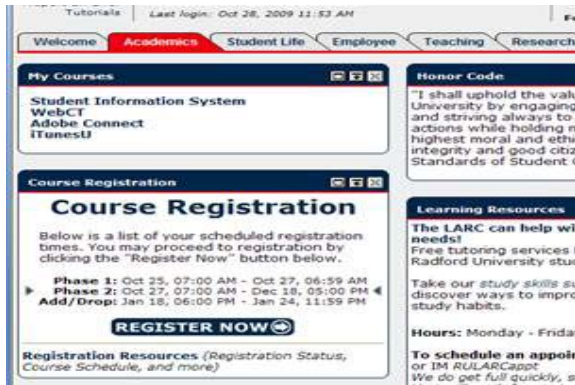 Tutorials
Last login: Oct 28, 2009 11:53 AM
Welcome
Academics
Student Life
Employee
Teaching
Research
My Courses
Student Information System
WebCT
Adobe Connect
iTunesU
Course Registration
Course Registration
Below is a list of your scheduled registration
times. You may proceed to registration by
clicking the "Register Now" button below.
Phase 1: Oct 25, 07:00 AM - Oct 27, 06:59 AM
Phase 2: Oct 27, 07:00 AM - Dec 18, 05:00 PM
Add/Drop: Jan 18, 06:00 PM - Jan 24, 11:59 PM
REGISTER NOW
Registration Resources (Registration Status,
Course Schedule, and more)
Honor Code
"I shall uphold the
University by engaging
and striving always to
actions while holding
highest moral and
integrity and good
Standards of Student
Learning Resources
The LARC can help
needs!
Free tutoring services
Radford University
Take our study skills
discover ways to
study habits.
Hours: Monday -
To schedule an
or IM RULARCappt
We do get full quickly,